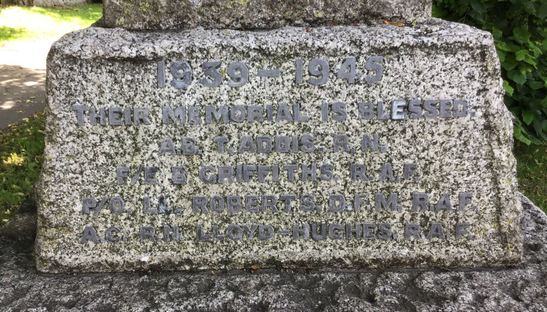 1939-1945
THEIR MEMORIAL IS BLESSED.
A.B. T. ADDIS. R.N.
GRIFFITHS. R.A.F.
P/O. ROBERTS. D.F.M. R.A.F.
A.C. R.H. LLOYD-HUGHES. R.A.F.